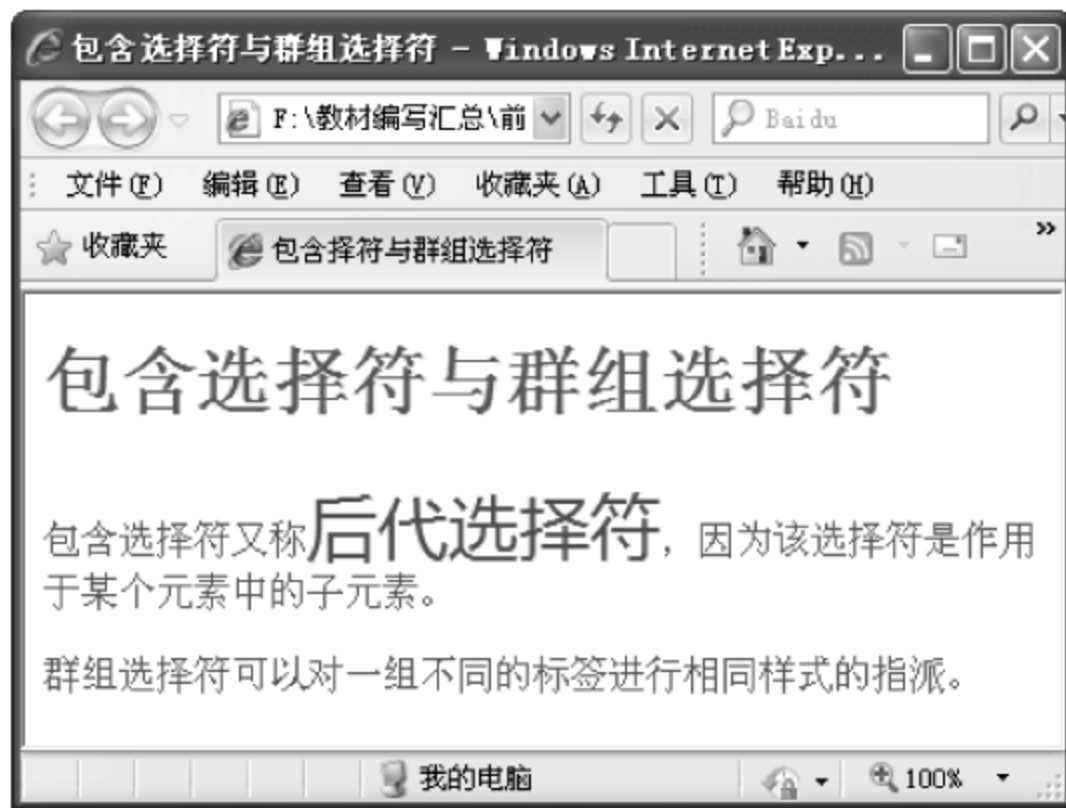 包含选择符与群组选择符 - Windows Internet Exp...
F:\教材编写汇总\前 Baidu
文件(F) 编辑(E) 查看(V) 收藏夹(A) 工具(T) 帮助(H)
收藏夹 包含择符与群组选择符 »
包含选择符与群组选择符
包含选择符又称后代选择符，因为该选择符是作用
于某个元素中的子元素。
群组选择符可以对一组不同的标签进行相同样式的指派。
我的电脑 100%